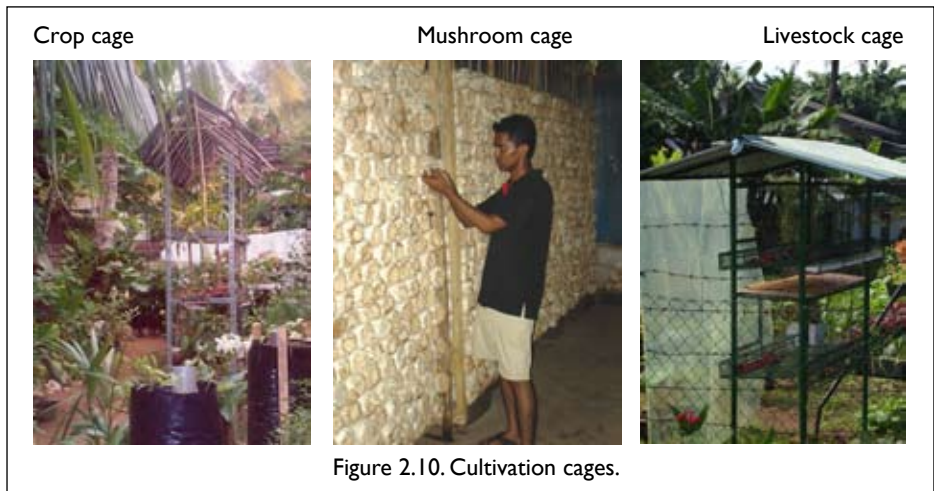 Crop cage
Mushroom cage
Livestock cage
Figure 2.10. Cultivation cages.